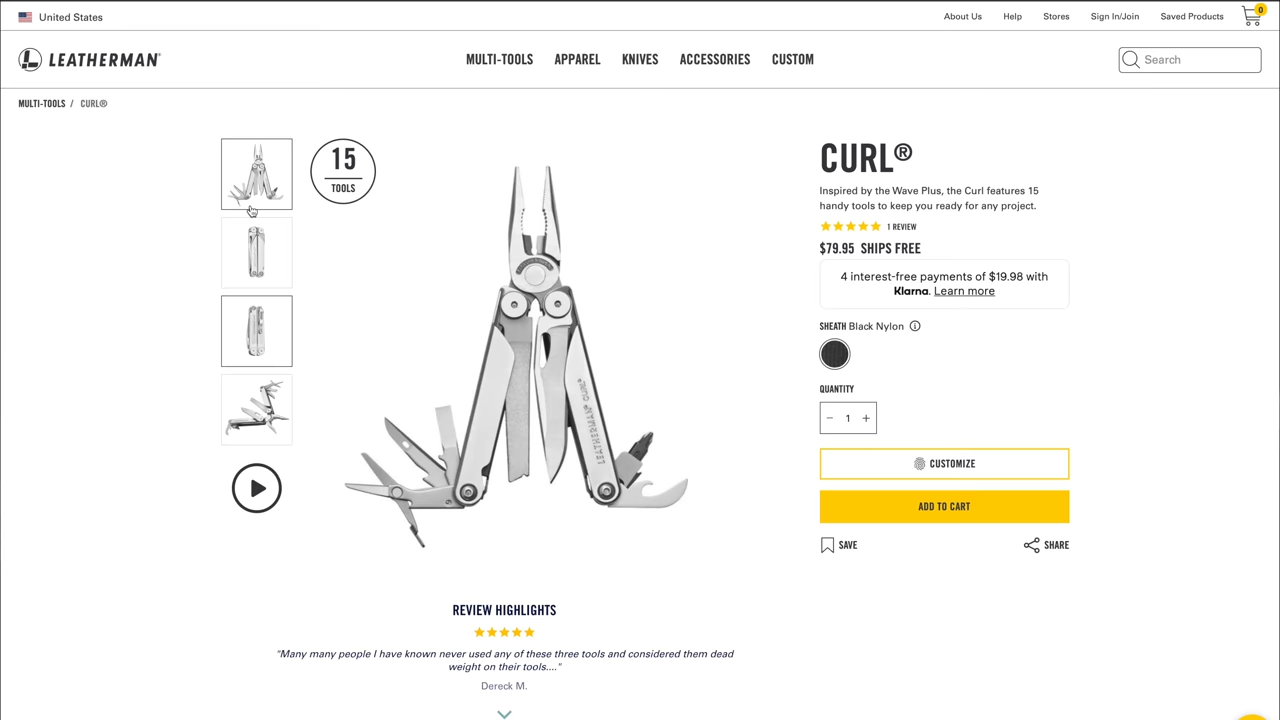 United States
About Us
Help
Stores
Sign In/Join
Saved Products
0
LEATHERMAN®
MULTI-TOOLS
APPAREL
KNIVES
ACCESSORIES
CUSTOM
Search
MULTI-TOOLS / CURL®
15
TOOLS
LEATHERMAN® CURL®
CURL®
Inspired by the Wave Plus, the Curl features 15
handy tools to keep you ready for any project.
1 REVIEW
$79.95 SHIPS FREE
4 interest-free payments of $19.98 with
Klarna. Learn more
SHEATH Black Nylon
QUANTITY
− 1 +
CUSTOMIZE
ADD TO CART
SAVE
SHARE
REVIEW HIGHLIGHTS
"Many many people I have known never used any of these three tools and considered them dead
weight on their tools...."
Dereck M.